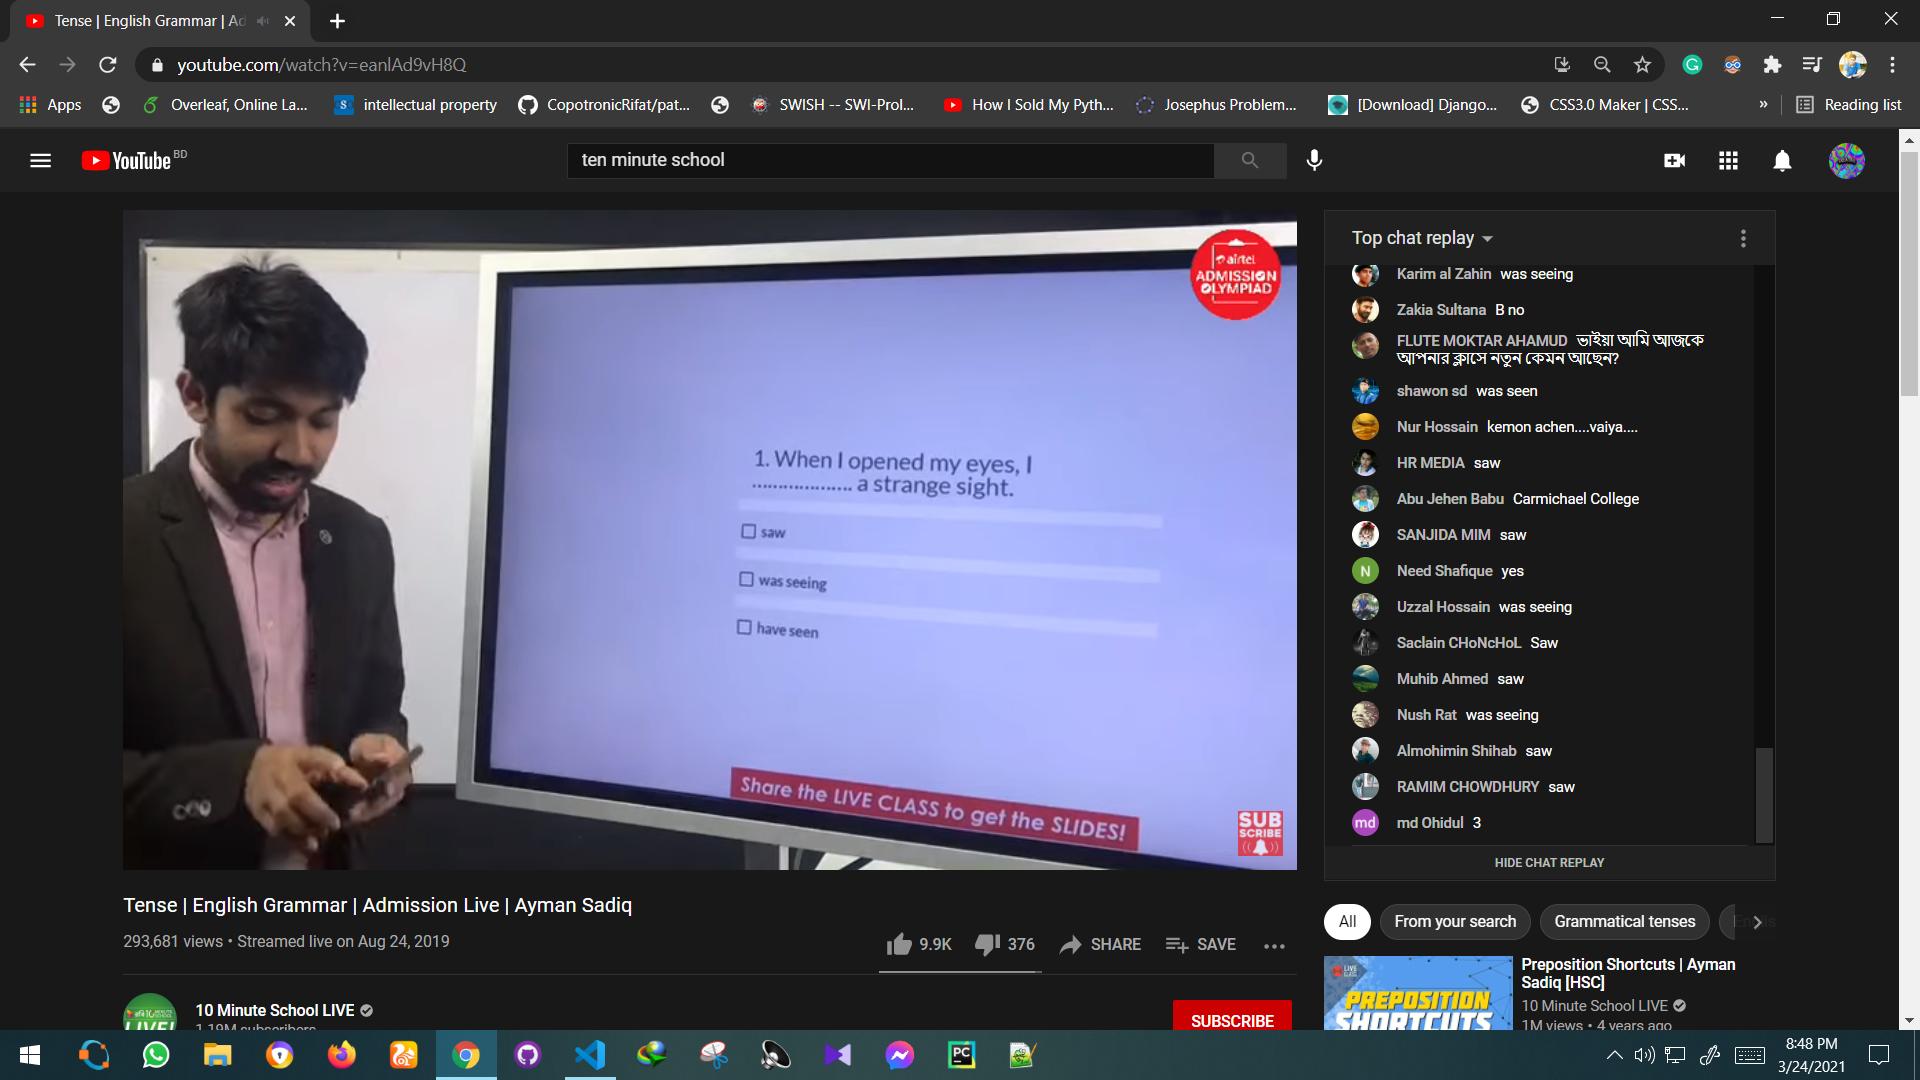 Tense | English Grammar | Ad
youtube.com/watch?v=eanlAd9vH8Q
Apps
Overleaf, Online La...
intellectual property
CopotronicRifat/pat...
SWISH -- SWI-Prol...
How I Sold My Pyth...
Josephus Problem...
[Download] Django...
CSS3.0 Maker | CSS...
»
Reading list
YouTube BD
ten minute school
airtel
ADMISSION
OLYMPIAD
1. When I opened my eyes, I
................... a strange sight.
saw
was seeing
have seen
Share the LIVE CLASS to get the SLIDES!
SUB
SCRIBE
Top chat replay
Karim al Zahin was seeing
Zakia Sultana B no
FLUTE MOKTAR AHAMUD ভাইয়া আমি আজকে
আপনার ক্লাসে নতুন কেমন আছেন?
shawon sd was seen
Nur Hossain kemon achen....vaiya....
HR MEDIA saw
Abu Jehen Babu Carmichael College
SANJIDA MIM saw
N Need Shafique yes
Uzzal Hossain was seeing
Saclain CHoNcHoL Saw
Muhib Ahmed saw
Nush Rat was seeing
Almohimin Shihab saw
RAMIM CHOWDHURY saw
md md Ohidul 3
HIDE CHAT REPLAY
Tense | English Grammar | Admission Live | Ayman Sadiq
293,681 views • Streamed live on Aug 24, 2019
9.9K
376
SHARE
SAVE
All
From your search
Grammatical tenses
10 Minute School LIVE
1.19M subscribers
SUBSCRIBE
LIVE!
LIVE
PREPOSITION
SHORTCUTS
Preposition Shortcuts | Ayman
Sadiq [HSC]
10 Minute School LIVE
1M views • 4 years ago
PC
8:48 PM
3/24/2021